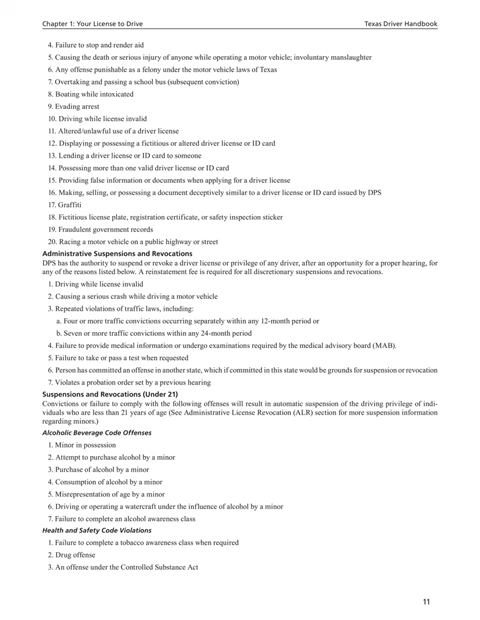 Chapter 1: Your License to Drive
Texas Driver Handbook
4. Failure to stop and render aid
5. Causing the death or serious injury of anyone while operating a motor vehicle; involuntary manslaughter
6. Any offense punishable as a felony under the motor vehicle laws of Texas
7. Overtaking and passing a school bus (subsequent conviction)
8. Boating while intoxicated
9. Evading arrest
10. Driving while license invalid
11. Altered/unlawful use of a driver license
12. Displaying or possessing a fictitious or altered driver license or ID card
13. Lending a driver license or ID card to someone
14. Possessing more than one valid driver license or ID card
15. Providing false information or documents when applying for a driver license
16. Making, selling, or possessing a document deceptively similar to a driver license or ID card issued by DPS
17. Graffiti
18. Fictitious license plate, registration certificate, or safety inspection sticker
19. Fraudulent government records
20. Racing a motor vehicle on a public highway or street
Administrative Suspensions and Revocations
DPS has the authority to suspend or revoke a driver license or privilege of any driver, after an opportunity for a proper hearing, for
any of the reasons listed below. A reinstatement fee is required for all discretionary suspensions and revocations.
1. Driving while license invalid
2. Causing a serious crash while driving a motor vehicle
3. Repeated violations of traffic laws, including:
a. Four or more traffic convictions occurring separately within any 12-month period or
b. Seven or more traffic convictions within any 24-month period
4. Failure to provide medical information or undergo examinations required by the medical advisory board (MAB).
5. Failure to take or pass a test when requested
6. Person has committed an offense in another state, which if committed in this state would be grounds for suspension or revocation
7. Violates a probation order set by a previous hearing
Suspensions and Revocations (Under 21)
Convictions or failure to comply with the following offenses will result in automatic suspension of the driving privilege of indi-
viduals who are less than 21 years of age (See Administrative License Revocation (ALR) section for more suspension information
regarding minors.)
Alcoholic Beverage Code Offenses
1. Minor in possession
2. Attempt to purchase alcohol by a minor
3. Purchase of alcohol by a minor
4. Consumption of alcohol by a minor
5. Misrepresentation of age by a minor
6. Driving or operating a watercraft under the influence of alcohol by a minor
7. Failure to complete an alcohol awareness class
Health and Safety Code Violations
1. Failure to complete a tobacco awareness class when required
2. Drug offense
3. An offense under the Controlled Substance Act
11